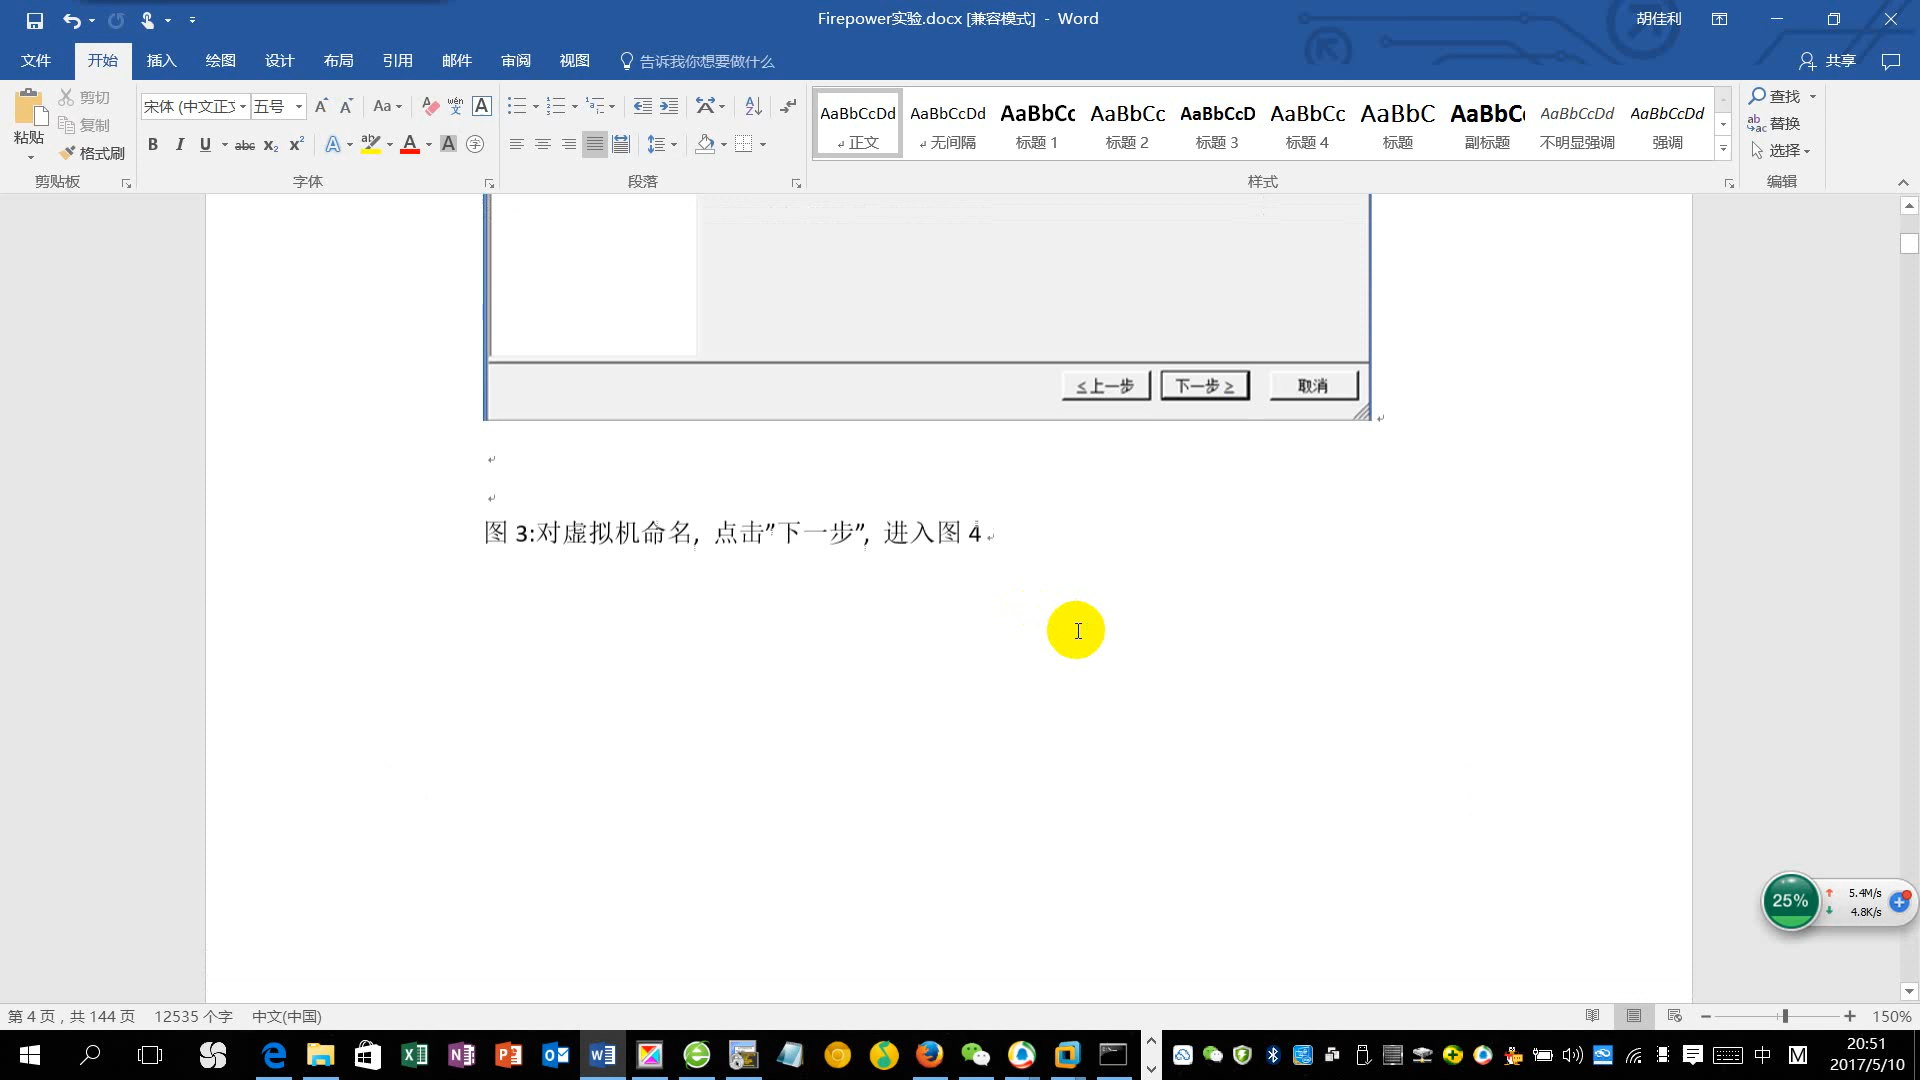 Firepower实验.docx [兼容模式] - Word
胡佳利
文件 开始 插入 绘图 设计 布局 引用 邮件 审阅 视图 告诉我你想要做什么 共享
粘贴
剪切
复制
格式刷
剪贴板
宋体 (中文正文 五号
Aa
wén
A
B I U abc X₂ X² A A A 字
字体
段落
AaBbCcDd AaBbCcDd AaBbCc AaBbCc AaBbCcD AaBbCc AaBbC AaBbCc AaBbCcDd AaBbCcDd
正文 无间隔 标题 1 标题 2 标题 3 标题 4 标题 副标题 不明显强调 强调
样式
查找
替换
选择
编辑
<上一步 下一步 > 取消
图 3:对虚拟机命名, 点击"下一步", 进入图 4
25%
5.4M/s
4.8K/s
第 4 页，共 144 页 12535 个字 中文(中国)
150%
中
M
20:51
2017/5/10